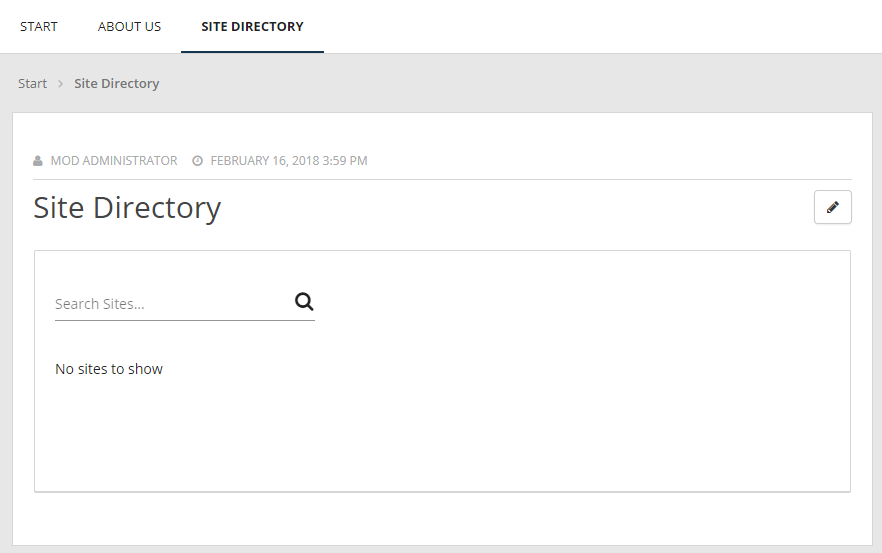 START ABOUT US SITE DIRECTORY
Start > Site Directory
MOD ADMINISTRATOR FEBRUARY 16, 2018 3:59 PM
Site Directory
Search Sites...
No sites to show